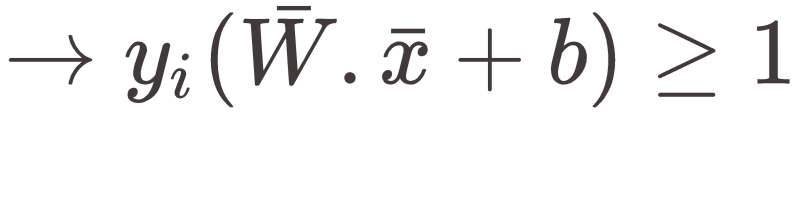 → yᵢ(W̄.x̄ + b) ≥ 1